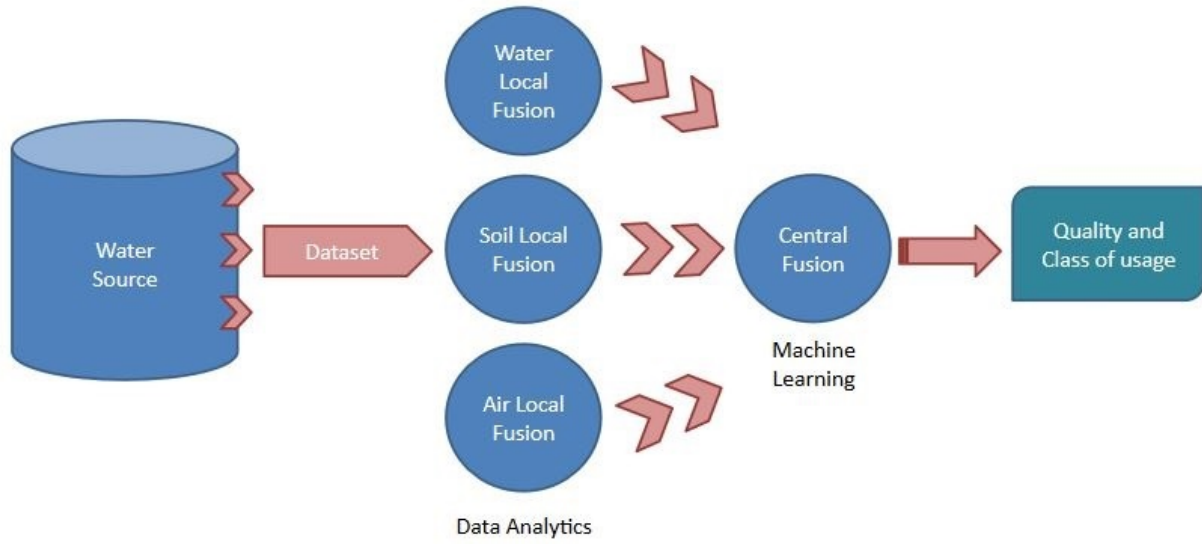 Water
Source
Dataset
Water
Local
Fusion
Soil Local
Fusion
Air Local
Fusion
Data Analytics
Central
Fusion
Machine
Learning
Quality and
Class of usage